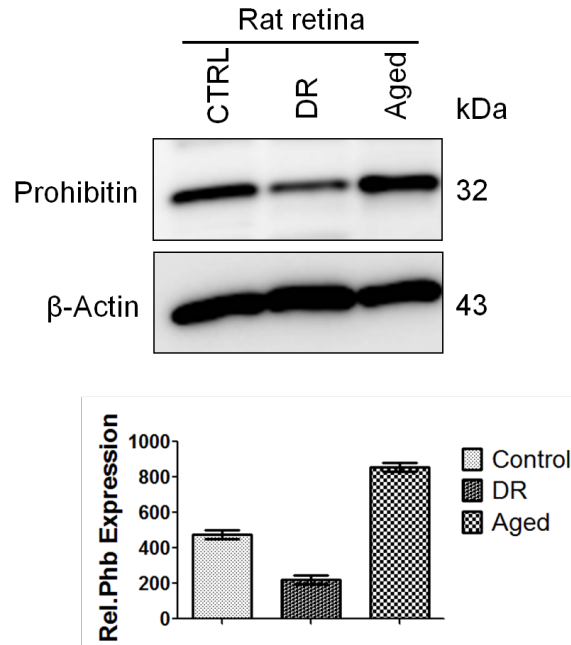 Rat retina
CTRL DR Aged kDa
Prohibitin 32
β-Actin 43
Rel.Phb Expression
1000
800
600
400
200
0
Control
DR
Aged